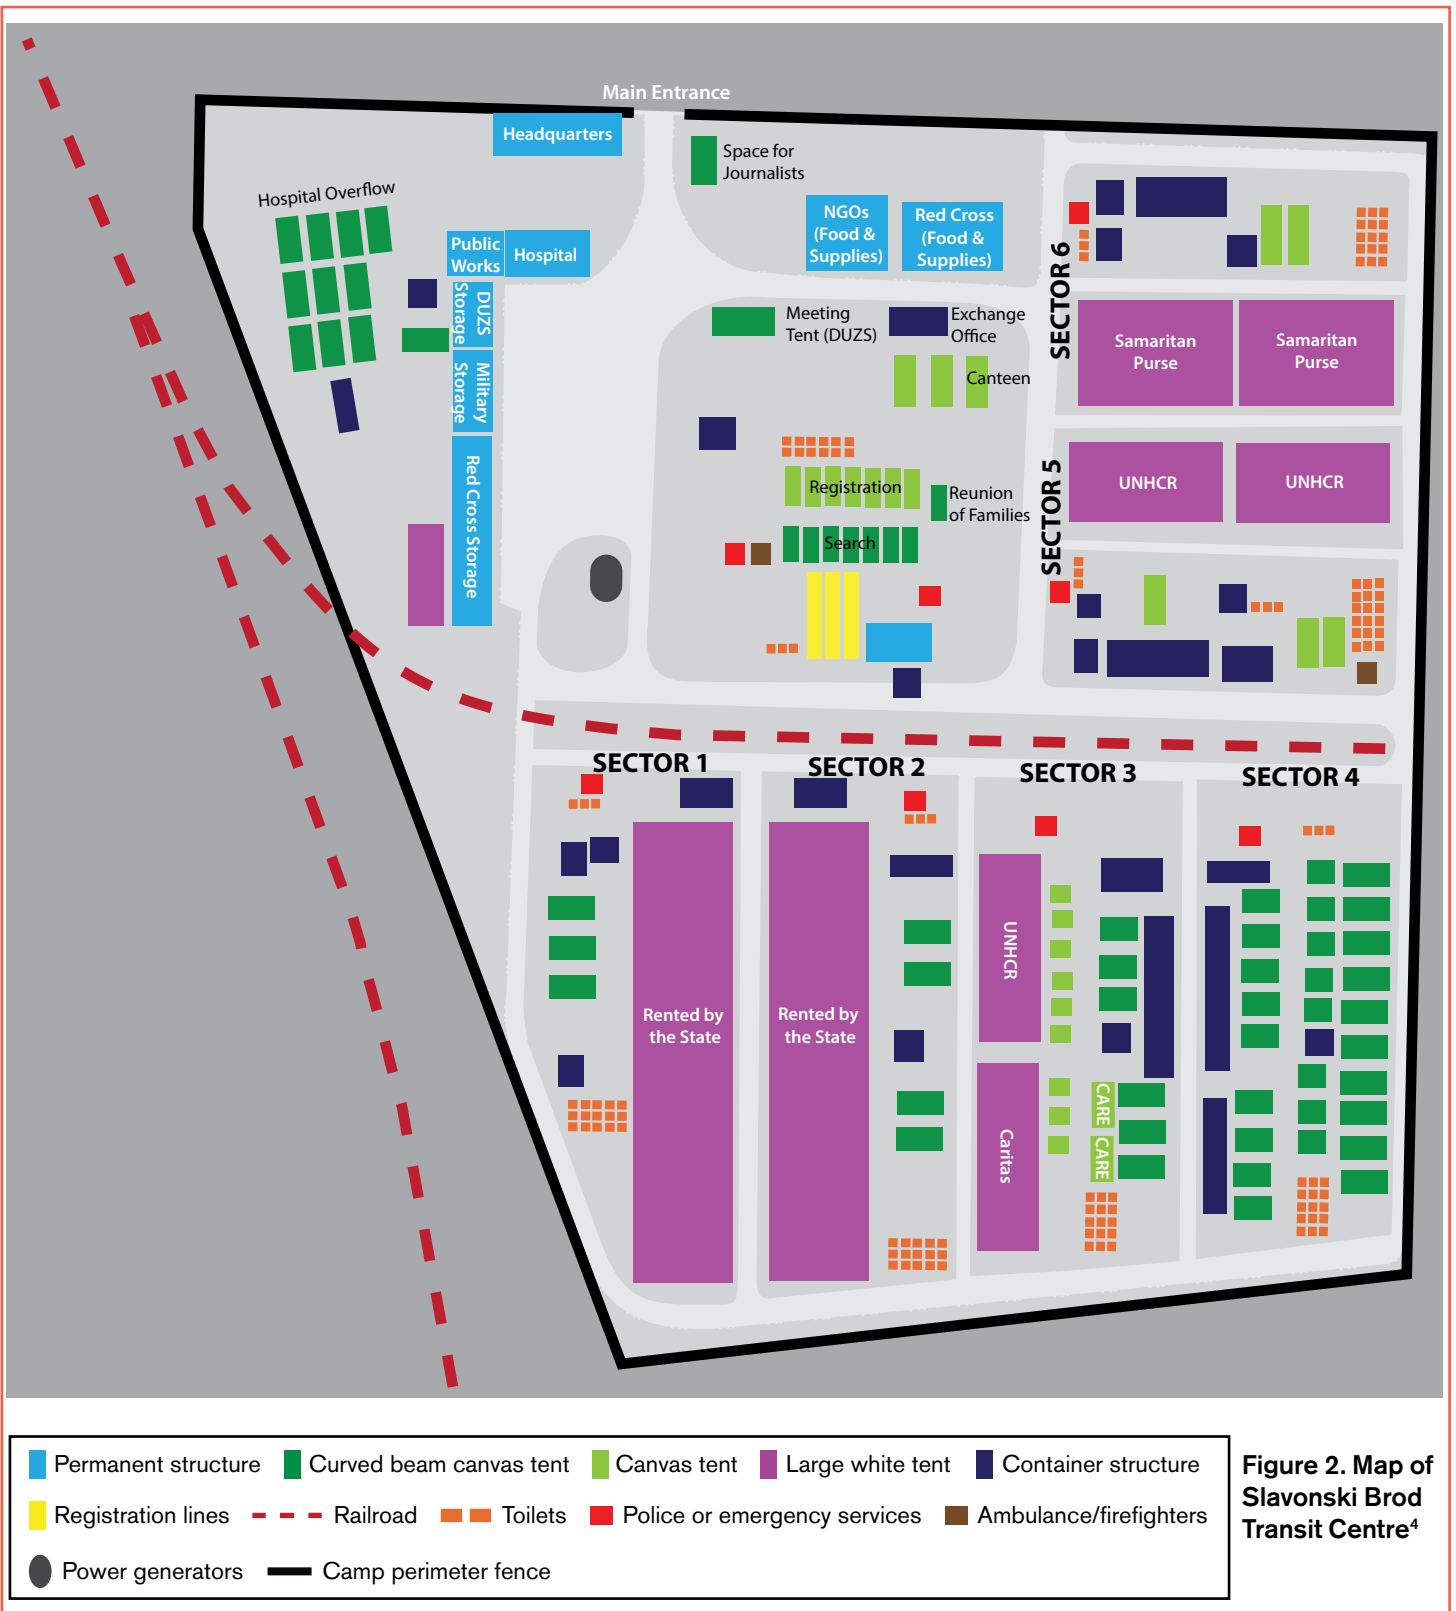 Main Entrance
Headquarters
Space for
Journalists
Hospital Overflow
NGOs
(Food &
Supplies)
Red Cross
(Food &
Supplies)
Public
Works
Hospital
DUZS
Storage
Military
Storage
Red Cross Storage
Meeting
Tent (DUZS)
Exchange
Office
Canteen
Registration
Reunion
of Families
Search
SECTOR 6
Samaritan
Purse
Samaritan
Purse
SECTOR 5
UNHCR
UNHCR
SECTOR 1
SECTOR 2
SECTOR 3
SECTOR 4
Rented by
the State
Rented by
the State
UNHCR
Caritas
CARE
CARE
Permanent structure
Curved beam canvas tent
Canvas tent
Large white tent
Container structure
Registration lines
Railroad
Toilets
Police or emergency services
Ambulance/firefighters
Power generators
Camp perimeter fence
Figure 2. Map of
Slavonski Brod
Transit Centre⁴